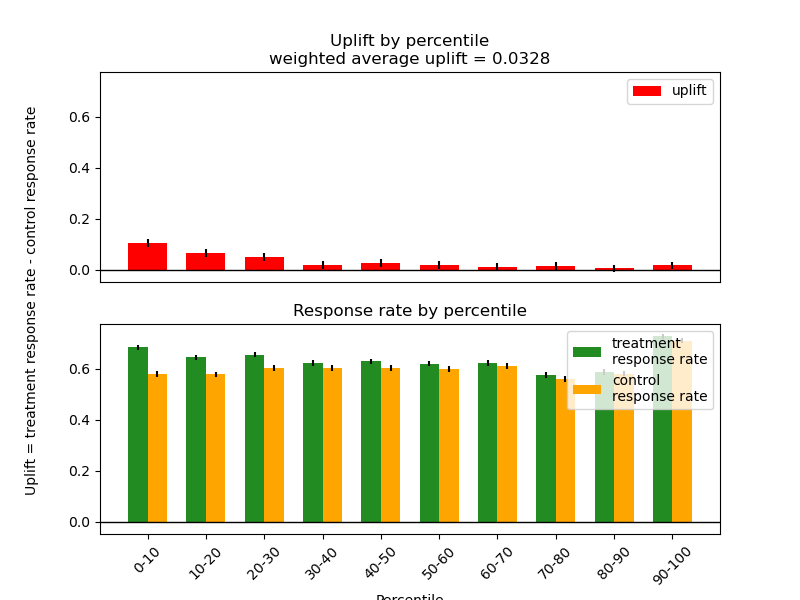 Uplift by percentile
weighted average uplift = 0.0328
uplift
0.6
0.4
0.2
0.0
Uplift = treatment response rate - control response rate
Response rate by percentile
treatment
response rate
control
response rate
0.6
0.4
0.2
0.0
0-10
10-20
20-30
30-40
40-50
50-60
60-70
70-80
80-90
90-100
Percentile